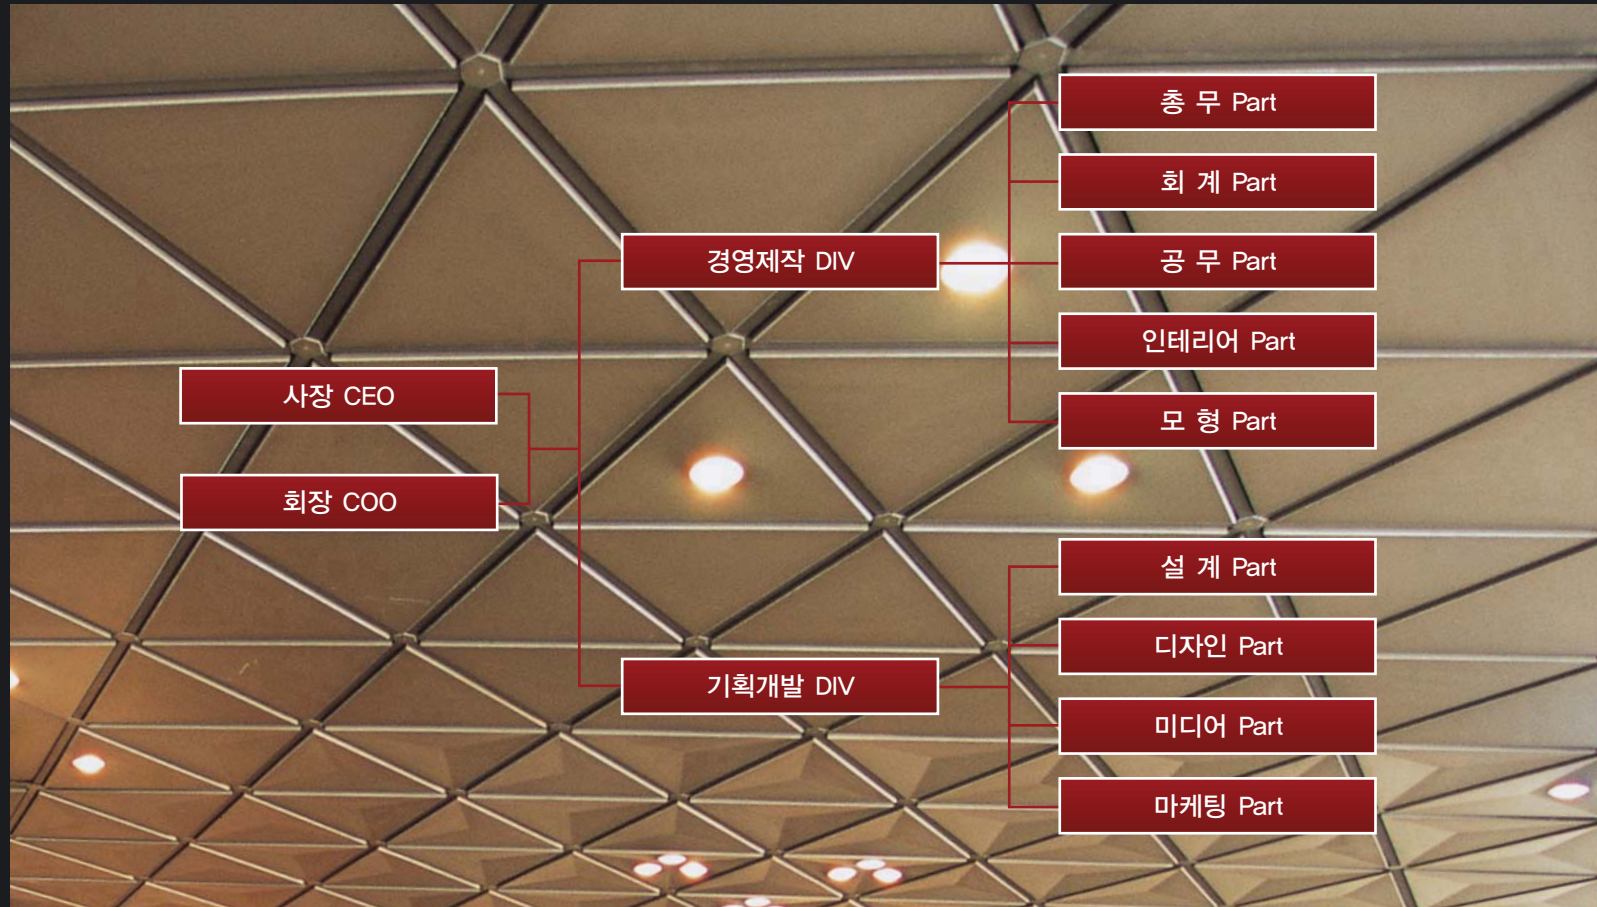 사장 CEO
회장 COO
경영제작 DIV
총 무 Part
회 계 Part
공 무 Part
인테리어 Part
모 형 Part
기획개발 DIV
설 계 Part
디자인 Part
미디어 Part
마케팅 Part